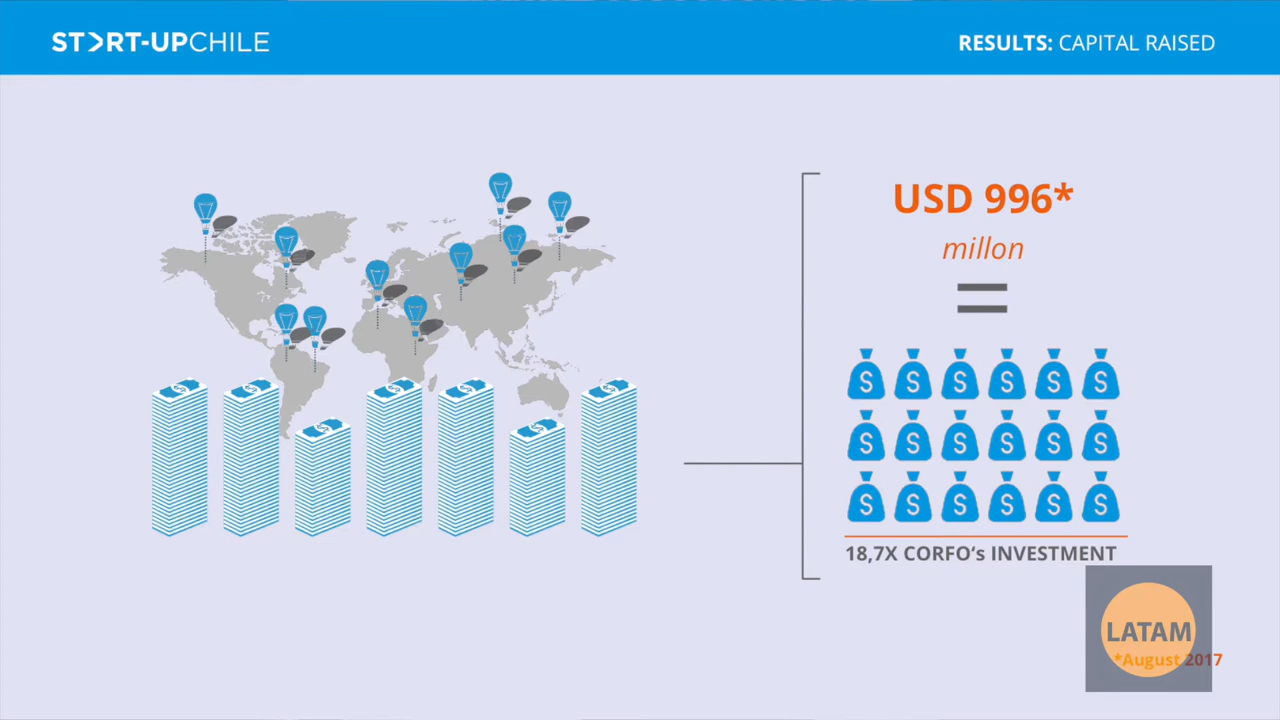 ST>RT-UPCHILE
RESULTS: CAPITAL RAISED
USD 996*
millon
=
$ $ $ $ $ $
$ $ $ $ $ $
$ $ $ $ $ $
18,7X CORFO‘s INVESTMENT
LATAM
*August 2017